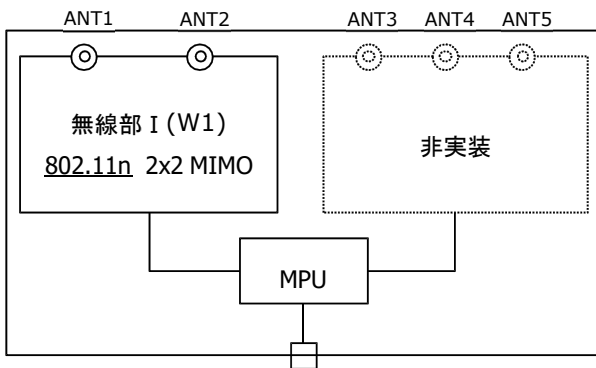 ANT1 ANT2 ANT3 ANT4 ANT5
無線部 I (W1)
802.11n 2x2 MIMO
非実装
MPU